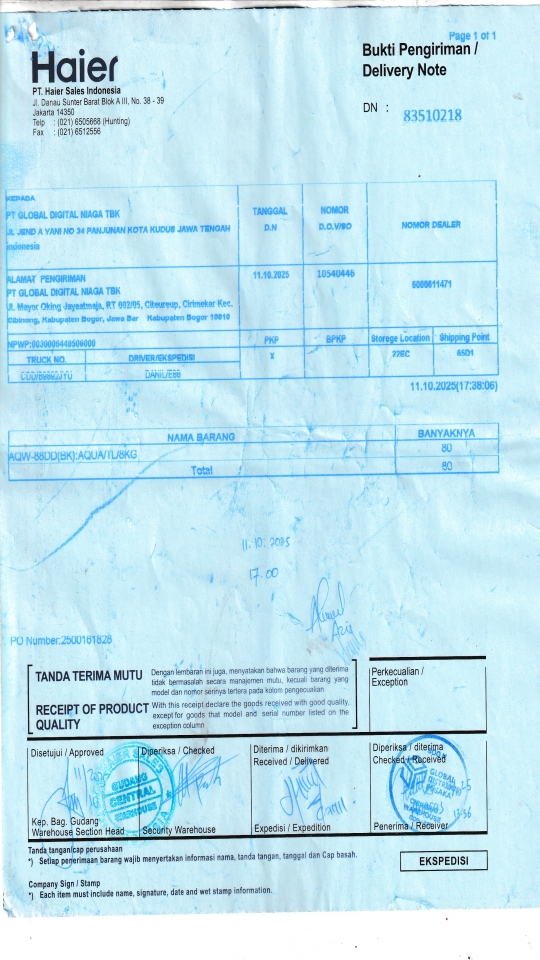 Page 1 of 1
Haier
PT. Haier Sales Indonesia
Jl. Danau Sunter Barat Blok A III, No. 38 - 39
Jakarta 14350
Telp : (021) 6505668 (Hunting)
Fax : (021) 6512556
Bukti Pengiriman /
Delivery Note
DN : 83510218
KEPADA
PT GLOBAL DIGITAL NIAGA TBK
JL JEND A YANI NO 34 PANJUNAN KOTA KUDUS JAWA TENGAH
indonesia
TANGGAL
D.N
NOMOR
D.O.V/SO
NOMOR DEALER
ALAMAT PENGIRIMAN
PT GLOBAL DIGITAL NIAGA TBK
Jl. Mayor Oking Jayaatmaja, RT 002/05, Citeureup, Cirimekar Kec.
Cibinong, Kabupaten Bogor, Jawa Bar Kabupaten Bogor 16810
11.10.2025
10540446
6000611471
NPWP:0030006448506000
PKP
BPKP
Storege Location
Shipping Point
TRUCK NO.
DRIVER/EKSPEDISI
X
22EC
65D1
DANIL/E88
11.10.2025(17:38:06)
NAMA BARANG
BANYAKNYA
AQW-88DD(BK):AQUA/TL/8KG
80
Total
80
11.10.2025
17.00
Azis
PO Number:2500161828
TANDA TERIMA MUTU
Dengan lembaran ini juga, menyatakan bahwa barang yang diterima
tidak bermasalah secara manajemen mutu, kecuali barang yang
model dan nomor serinya tertera pada kolom pengecualian
RECEIPT OF PRODUCT
QUALITY
With this receipt declare the goods received with good quality,
except for goods that model and serial number listed on the
exception column
Perkecualian /
Exception
Disetujui / Approved
Diperiksa / Checked
Diterima / dikirimkan
Received / Delivered
Diperiksa / diterima
Checked / Received
GUDANG
CENTRAL
WAREHOUSE
GLOBAL
13:56
Kep. Bag. Gudang
Warehouse Section Head
Security Warehouse
Expedisi / Expedition
Penerima / Receiver
Tanda tangan/cap perusahaan
*) Setiap penerimaan barang wajib menyertakan informasi nama, tanda tangan, tanggal dan Cap basah.
EKSPEDISI
Company Sign / Stamp
*) Each item must include name, signature, date and wet stamp information.